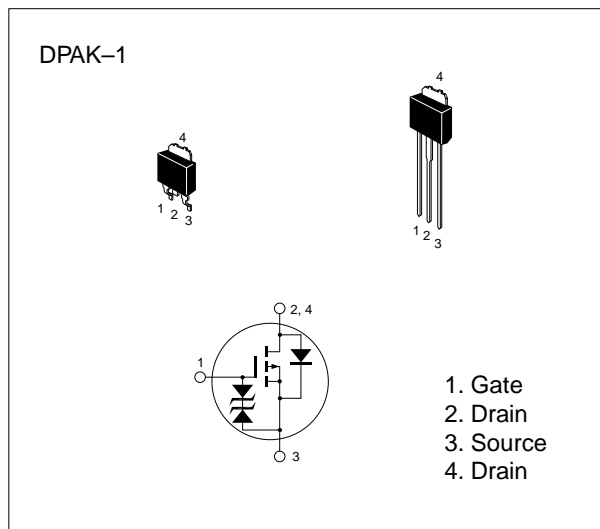 DPAK–1
4
4
1 2 3
1 2 3
2, 4
1
3
1. Gate
2. Drain
3. Source
4. Drain